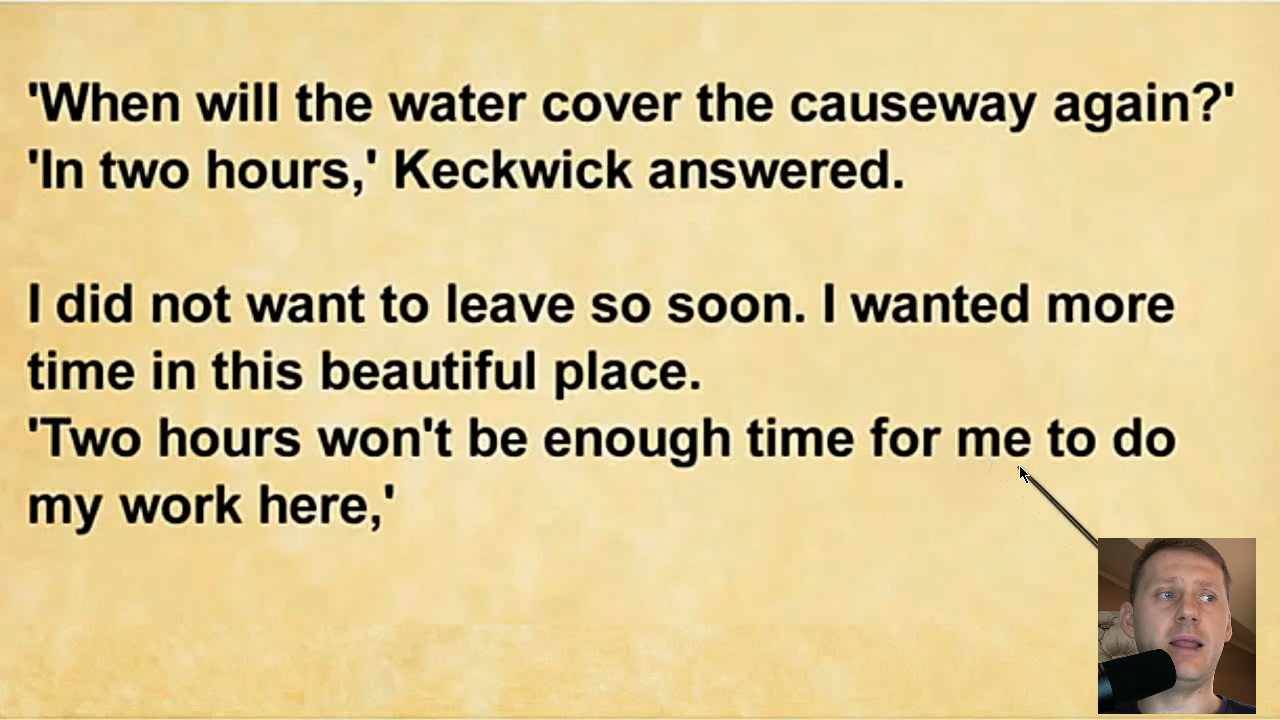 'When will the water cover the causeway again?'
'In two hours,' Keckwick answered.
I did not want to leave so soon. I wanted more
time in this beautiful place.
'Two hours won't be enough time for me to do
my work here,'